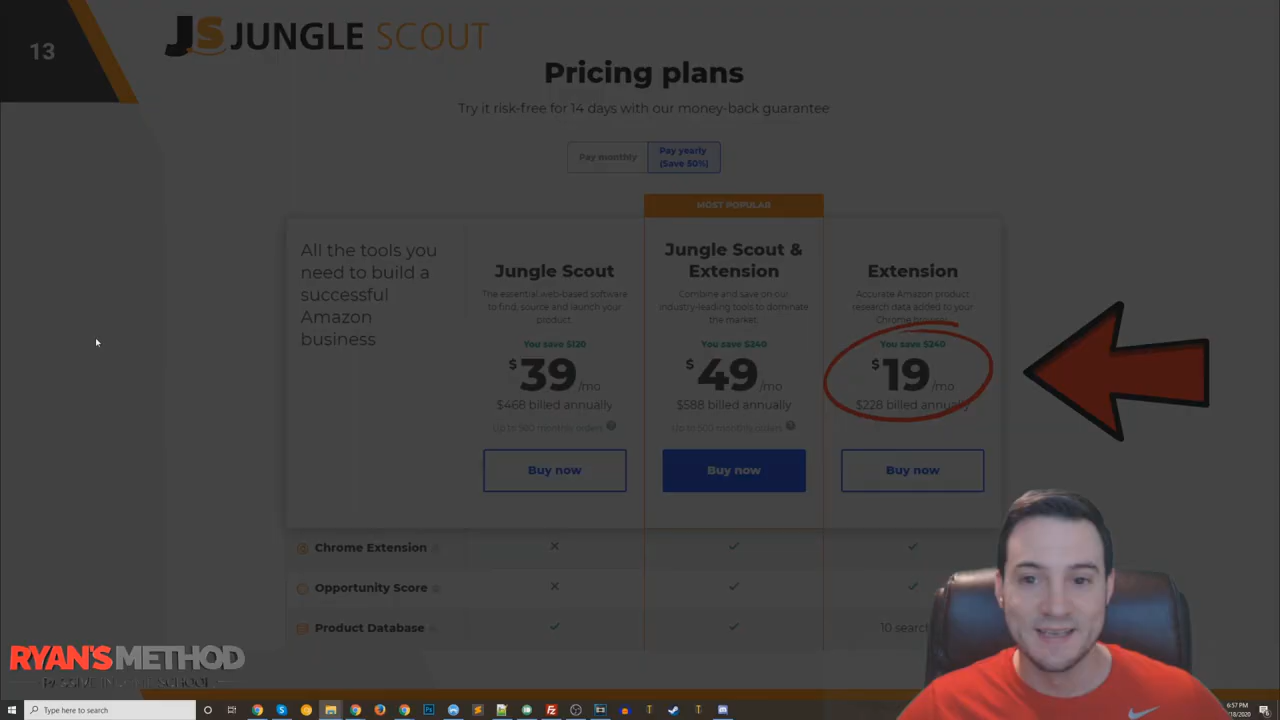 13
JS JUNGLE SCOUT
Pricing plans
Try it risk-free for 14 days with our money-back guarantee
Pay monthly
Pay yearly
(Save 50%)
MOST POPULAR
All the tools you
need to build a
successful
Amazon
business
Jungle Scout
The essential web-based software
to find, source and launch your
product.
You save $120
$39/mo
$468 billed annually
Up to 500 monthly orders
Buy now
Jungle Scout &
Extension
Combine and save on our
industry-leading tools to dominate
the market.
You save $240
$49/mo
$588 billed annually
Up to 500 monthly orders
Buy now
Extension
Accurate Amazon product
research data added to your
Chrome browser.
You save $240
$19/mo
$228 billed annually
Buy now
Chrome Extension
Opportunity Score
Product Database
10
RYAN'S METHOD
Type here to search
6:57 PM